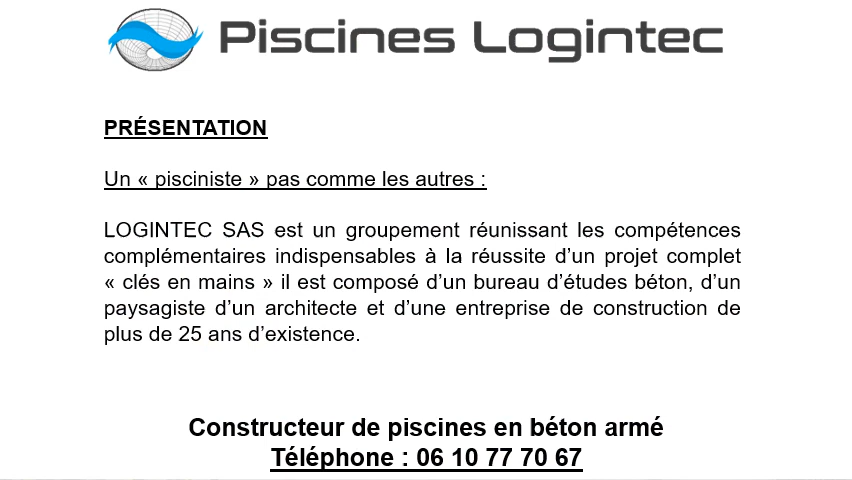 Piscines Logintec
PRÉSENTATION
Un « pisciniste » pas comme les autres :
LOGINTEC SAS est un groupement réunissant les compétences
complémentaires indispensables à la réussite d’un projet complet
« clés en mains » il est composé d’un bureau d’études béton, d’un
paysagiste d’un architecte et d’une entreprise de construction de
plus de 25 ans d’existence.
Constructeur de piscines en béton armé
Téléphone : 06 10 77 70 67